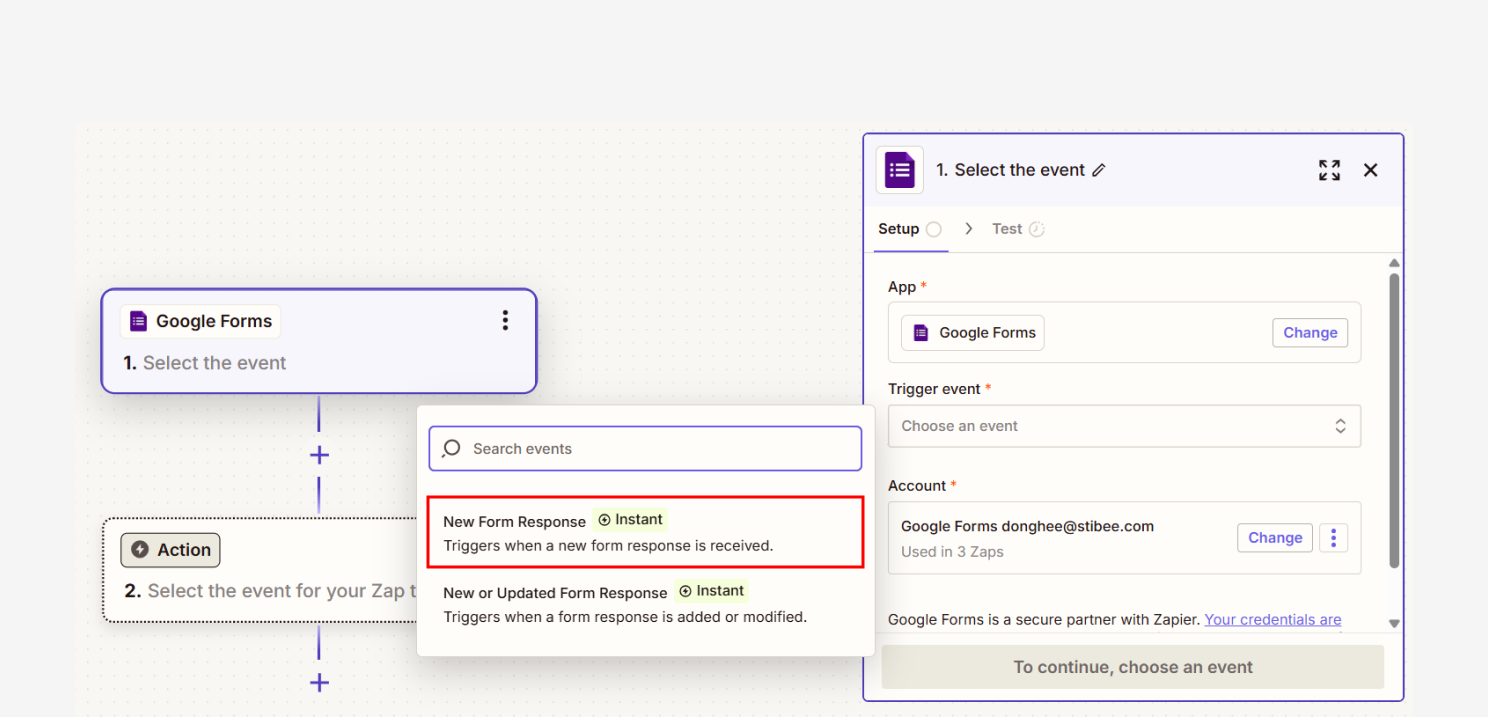 Google Forms
1. Select the event
Action
2. Select the event for your Zap t
Search events
New Form Response Instant
Triggers when a new form response is received.
New or Updated Form Response Instant
Triggers when a form response is added or modified.
1. Select the event
Setup
Test
App *
Google Forms
Change
Trigger event *
Choose an event
Account *
Google Forms donghee@stibee.com
Used in 3 Zaps
Change
Google Forms is a secure partner with Zapier. Your credentials are
To continue, choose an event